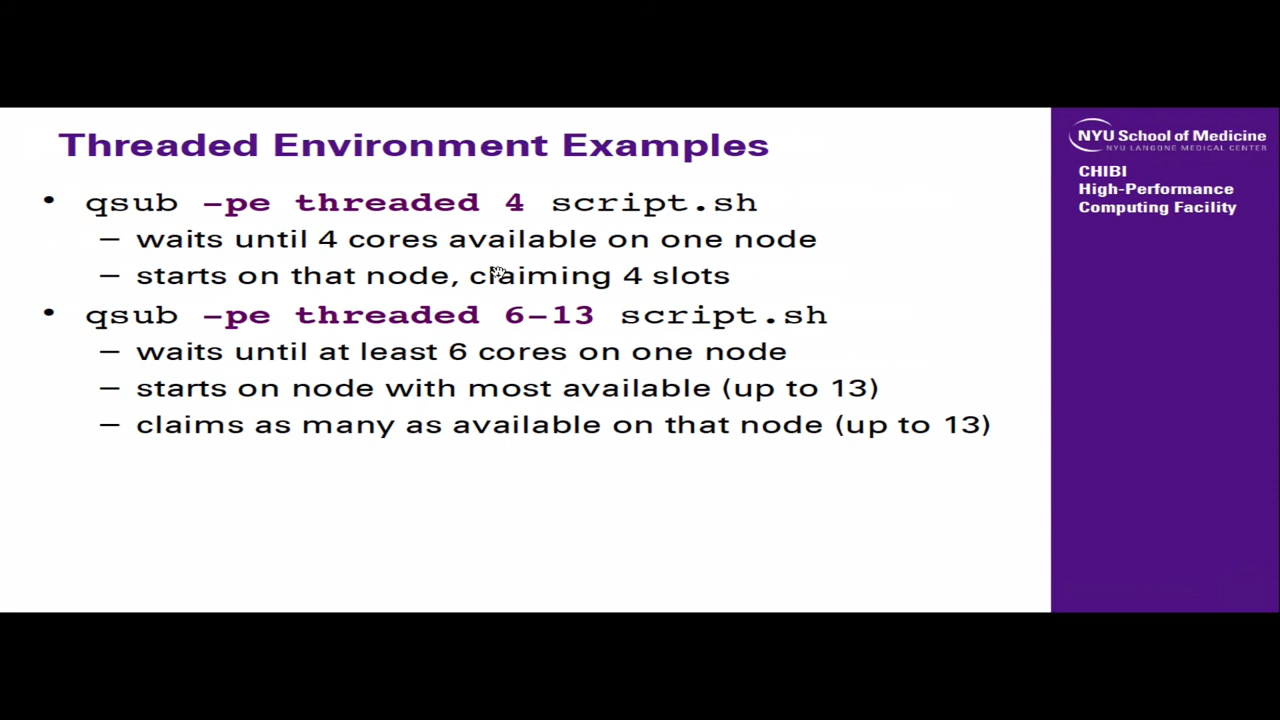 Threaded Environment Examples
• qsub -pe threaded 4 script.sh
– waits until 4 cores available on one node
– starts on that node, claiming 4 slots
• qsub -pe threaded 6-13 script.sh
– waits until at least 6 cores on one node
– starts on node with most available (up to 13)
– claims as many as available on that node (up to 13)
NYU School of Medicine
NYU LANGONE MEDICAL CENTER
CHIBI
High-Performance
Computing Facility